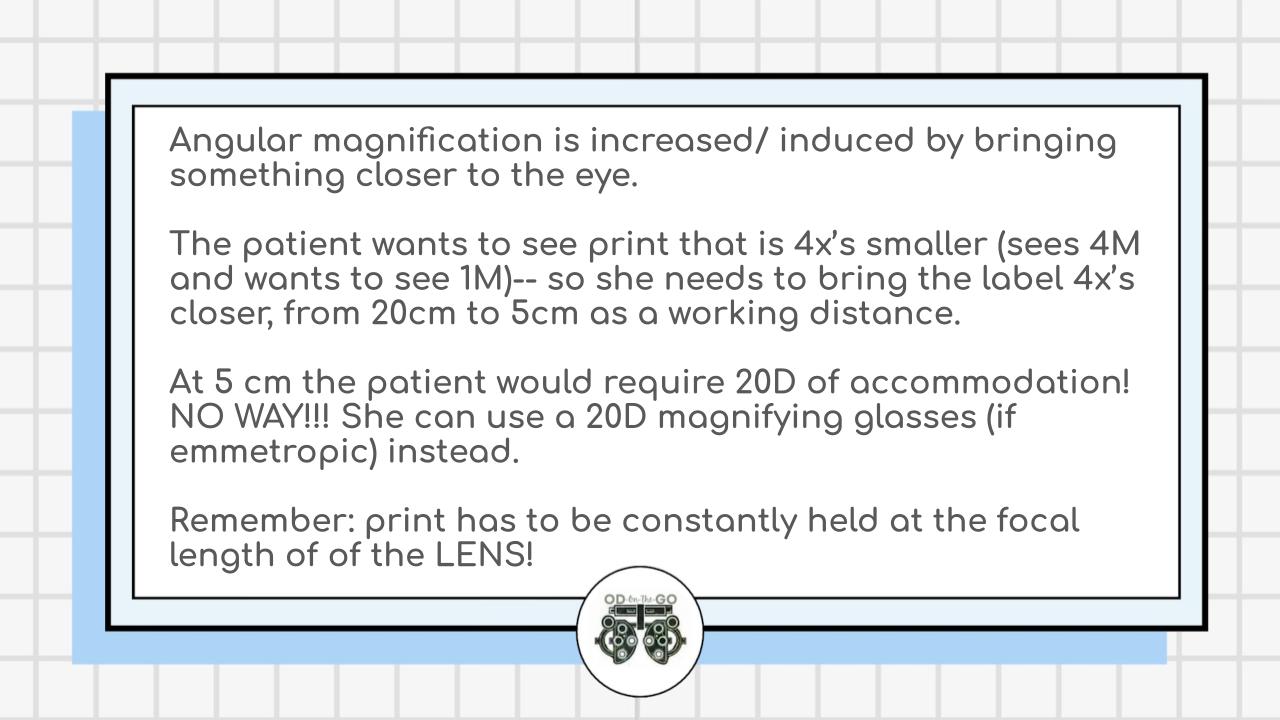 Angular magnification is increased/ induced by bringing
something closer to the eye.
The patient wants to see print that is 4x’s smaller (sees 4M
and wants to see 1M)-- so she needs to bring the label 4x’s
closer, from 20cm to 5cm as a working distance.
At 5 cm the patient would require 20D of accommodation!
NO WAY!!! She can use a 20D magnifying glasses (if
emmetropic) instead.
Remember: print has to be constantly held at the focal
length of of the LENS!
OD-On-The-GO